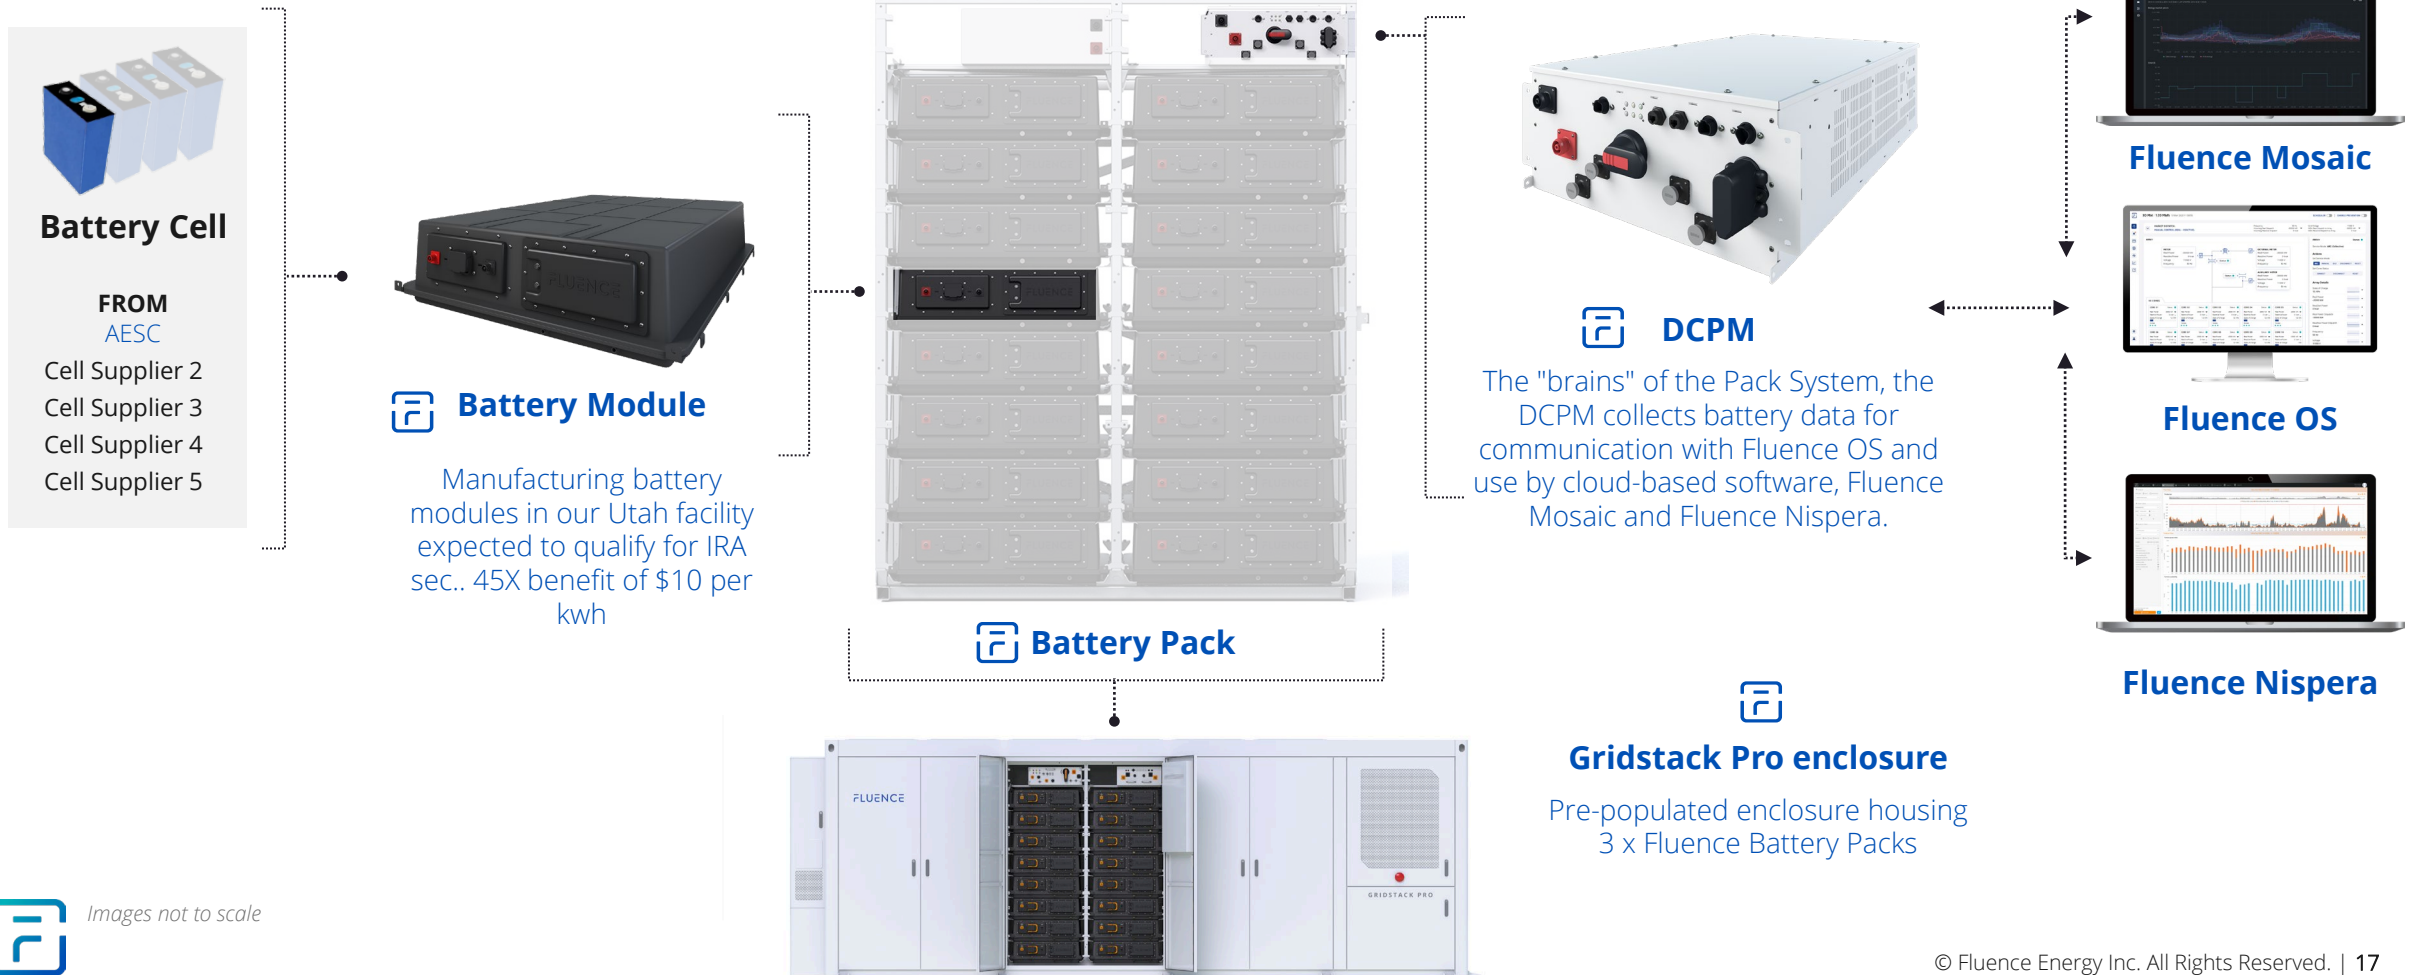 Battery Cell
FROM
AESC
Cell Supplier 2
Cell Supplier 3
Cell Supplier 4
Cell Supplier 5
FLUENCE
Battery Module
Manufacturing battery
modules in our Utah facility
expected to qualify for IRA
sec.. 45X benefit of $10 per
kwh
FLUENCE
Battery Pack
DCPM
The "brains" of the Pack System, the
DCPM collects battery data for
communication with Fluence OS and
use by cloud-based software, Fluence
Mosaic and Fluence Nispera.
Fluence Mosaic
Fluence OS
Fluence Nispera
Gridstack Pro enclosure
Pre-populated enclosure housing
3 x Fluence Battery Packs
FLUENCE
GRIDSTACK PRO
Images not to scale
© Fluence Energy Inc. All Rights Reserved. | 17